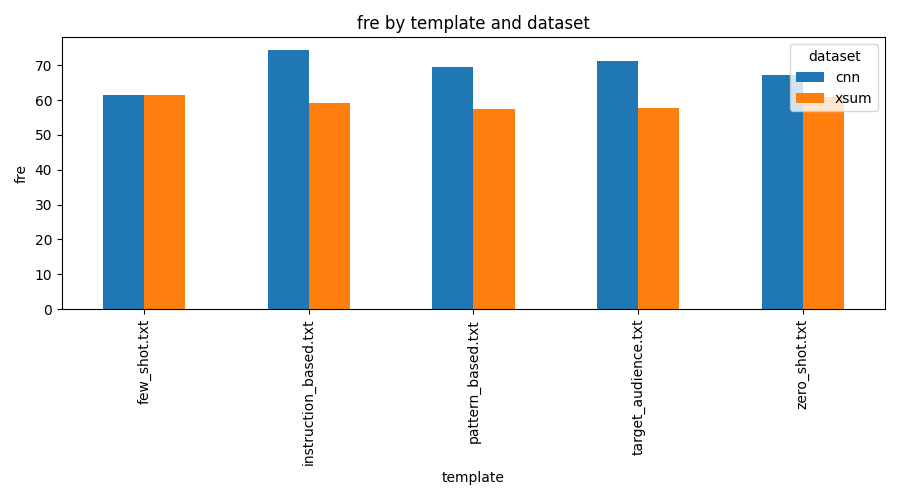 fre by template and dataset
fre
70
60
50
40
30
20
10
0
dataset
cnn
xsum
few_shot.txt
instruction_based.txt
pattern_based.txt
target_audience.txt
zero_shot.txt
template